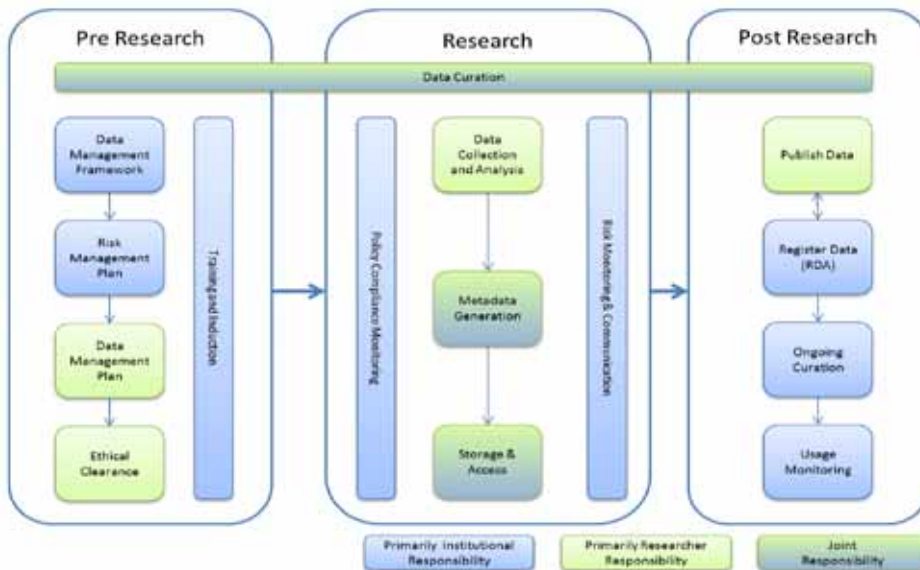 Pre Research
Research
Post Research
Data Curation
Data
Management
Framework
Risk
Management
Plan
Data
Management
Plan
Ethical
Clearance
Training and Induction
Policy Compliance Monitoring
Data
Collection
and Analysis
Metadata
Generation
Storage &
Access
Risk Monitoring & Communication
Publish Data
Register Data
(RDA)
Ongoing
Curation
Usage
Monitoring
Primarily Institutional
Responsibility
Primarily Researcher
Responsibility
Joint
Responsibility